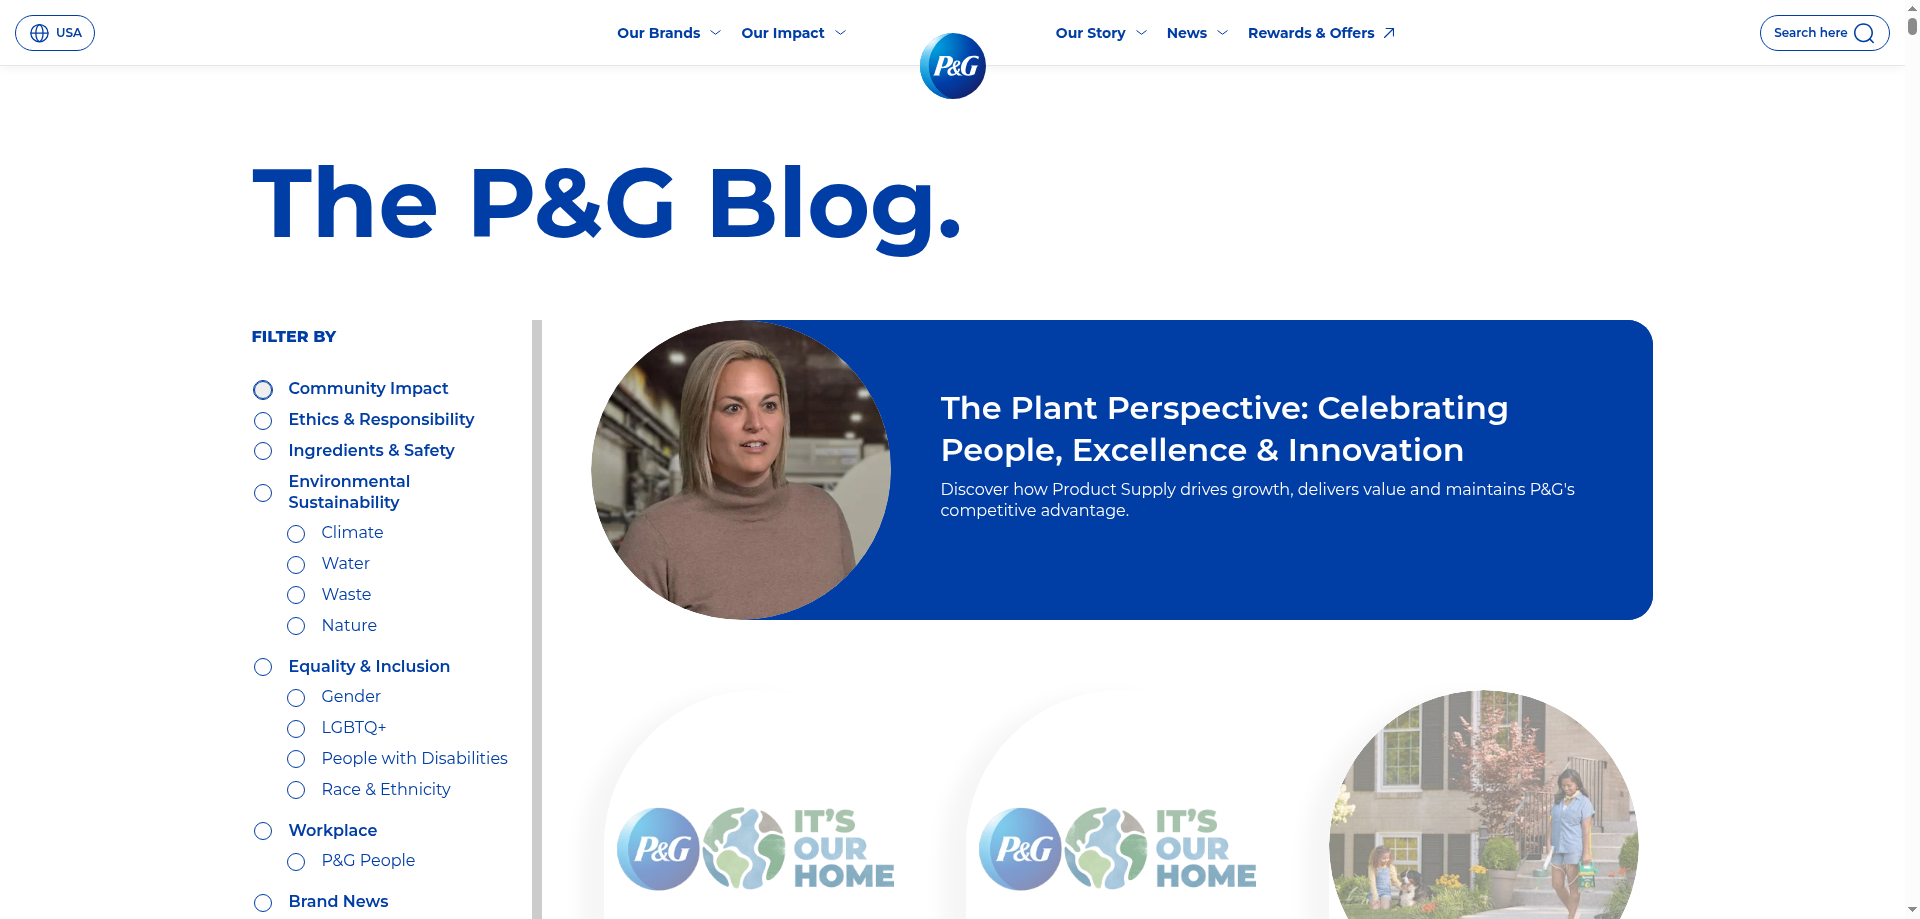 USA
Our Brands
Our Impact
P&G
Our Story
News
Rewards & Offers
Search here
The P&G Blog.
FILTER BY
Community Impact
Ethics & Responsibility
Ingredients & Safety
Environmental
Sustainability
Climate
Water
Waste
Nature
Equality & Inclusion
Gender
LGBTQ+
People with Disabilities
Race & Ethnicity
Workplace
P&G People
Brand News
The Plant Perspective: Celebrating
People, Excellence & Innovation
Discover how Product Supply drives growth, delivers value and maintains P&G's
competitive advantage.
P&G
IT'S
OUR
HOME
P&G
IT'S
OUR
HOME